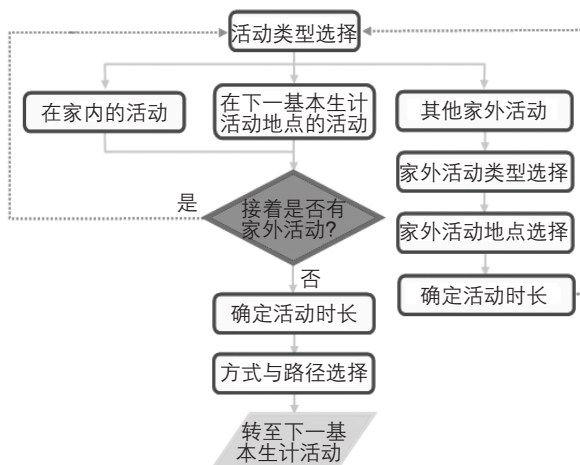 活动类型选择
在家内的活动
在下一基本生计
活动地点的活动
其他家外活动
家外活动类型选择
是
接着是否有
家外活动?
家外活动地点选择
否
确定活动时长
确定活动时长
方式与路径选择
转至下一基
本生计活动